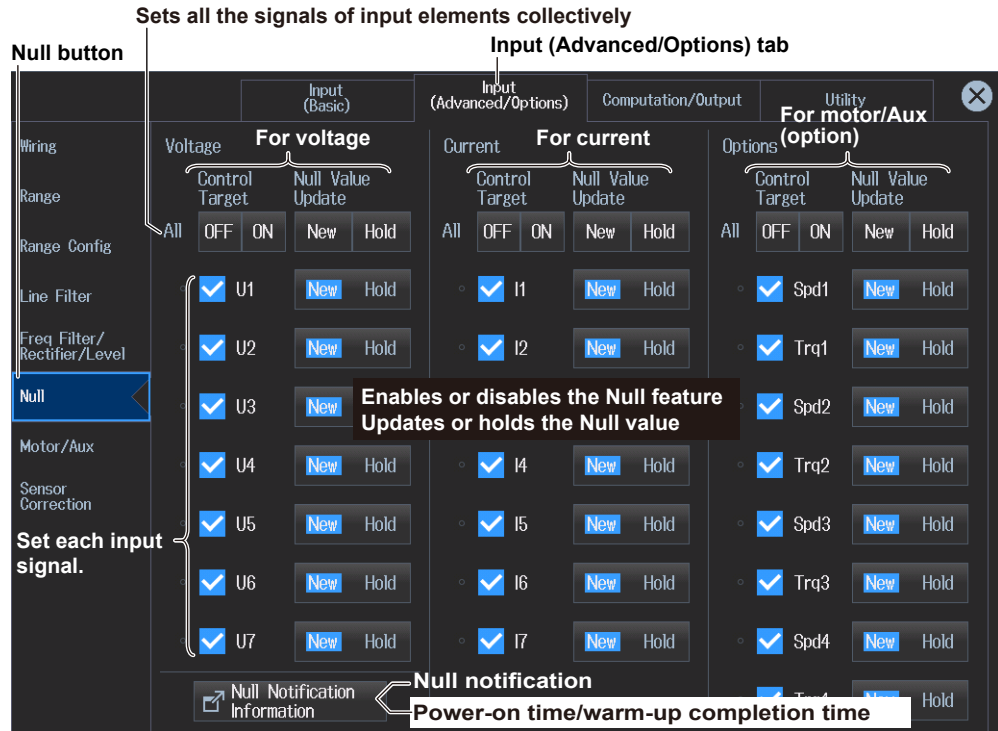 Sets all the signals of input elements collectively
Null button
Input (Advanced/Options) tab
Input
(Basic)
Input
(Advanced/Options)
Computation/Output
Utility
Wiring
Range
Range Config
Line Filter
Freq Filter/
Rectifier/Level
Null
Motor/Aux
Sensor
Correction
Set each input
signal.
Voltage
For voltage
Control
Target
Null Value
Update
All OFF ON New Hold
U1 New Hold
U2 New Hold
U3 New
U4 New Hold
U5 New Hold
U6 New Hold
U7 New Hold
Current
For current
Control
Target
Null Value
Update
All OFF ON New Hold
I1 New Hold
I2 New Hold
Enables or disables the Null feature
Updates or holds the Null value
I4 New Hold
I5 New Hold
I6 New Hold
I7 New Hold
Options
For motor/Aux
(option)
Control
Target
Null Value
Update
All OFF ON New Hold
Spd1 New Hold
Trq1 New Hold
Spd2 New Hold
Trq2 New Hold
Spd3 New Hold
Trq3 New Hold
Spd4 New Hold
Hold
Null Notification
Information
Null notification
Power-on time/warm-up completion time